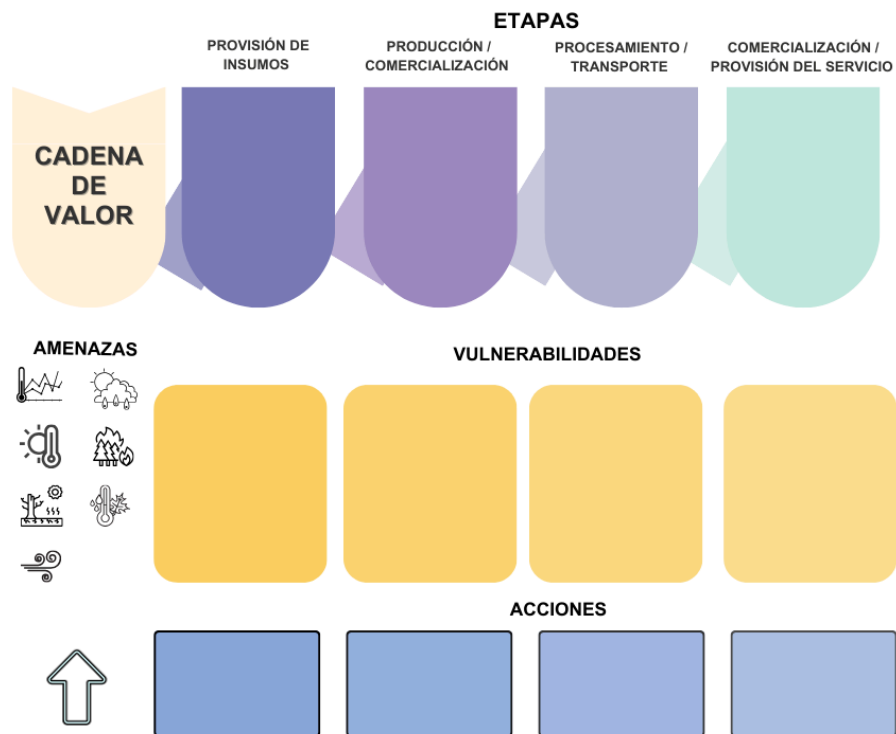 ETAPAS
PROVISIÓN DE
INSUMOS
PRODUCCIÓN /
COMERCIALIZACIÓN
PROCESAMIENTO /
TRANSPORTE
COMERCIALIZACIÓN /
PROVISIÓN DEL SERVICIO
CADENA
DE
VALOR
AMENAZAS
VULNERABILIDADES
ACCIONES